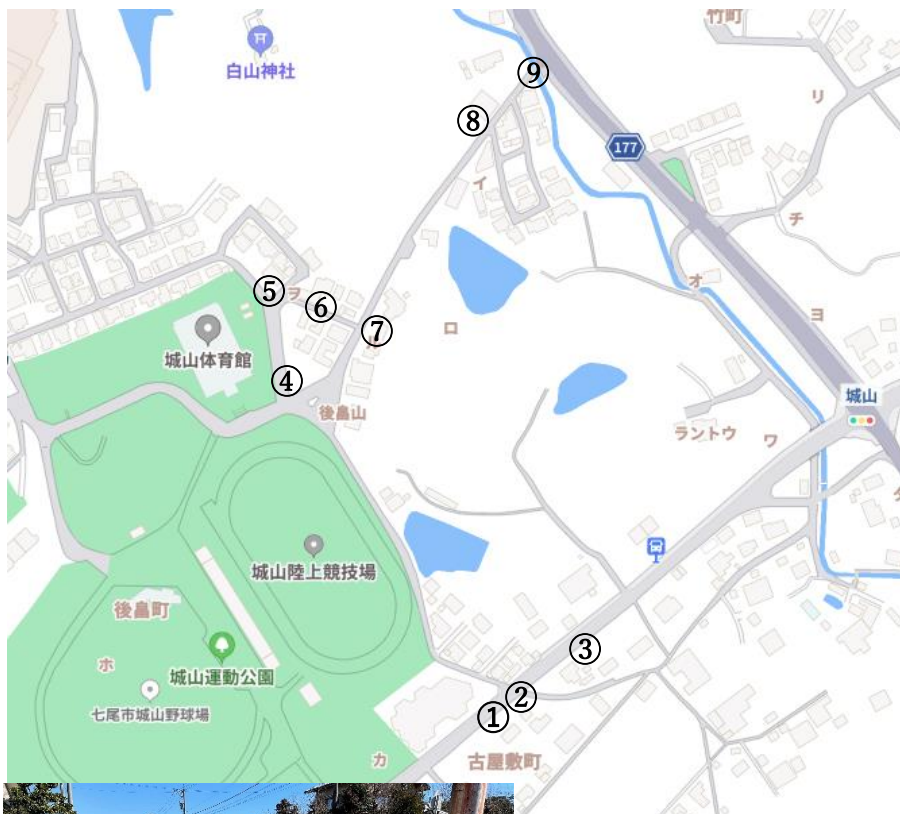 竹町
⑨
白山神社
リ
⑧
177
イ
チ
⑤
ヲ
⑥
オ
⑦
ロ
ヨ
城山体育館
④
城山
後畠山
ラントウ
ワ
城山陸上競技場
後畠町
③
ホ
城山運動公園
②
七尾市城山野球場
①
カ
古屋敷町